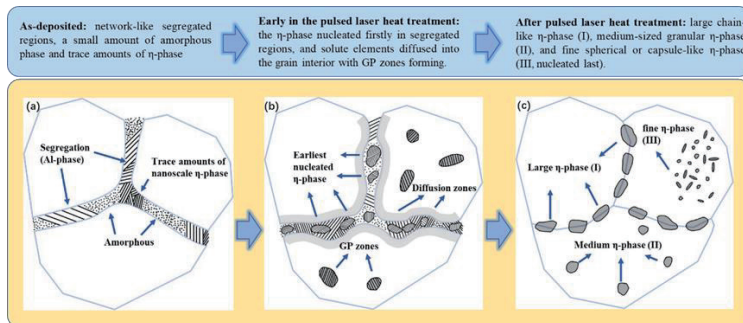 As-deposited: network-like segregated
regions, a small amount of amorphous
phase and trace amounts of η-phase
Early in the pulsed laser heat treatment:
the η-phase nucleated firstly in segregated
regions, and solute elements diffused into
the grain interior with GP zones forming.
After pulsed laser heat treatment: large chain-
like η-phase (I), medium-sized granular η-phase
(II), and fine spherical or capsule-like η-phase
(III, nucleated last).
(a)
Segregation
(Al-phase)
Trace amounts of
nanoscale η-phase
Amorphous
(b)
Earliest
nucleated
η-phase
Diffusion zones
GP zones
(c)
fine η-phase
(III)
Large η-phase (I)
Medium η-phase (II)